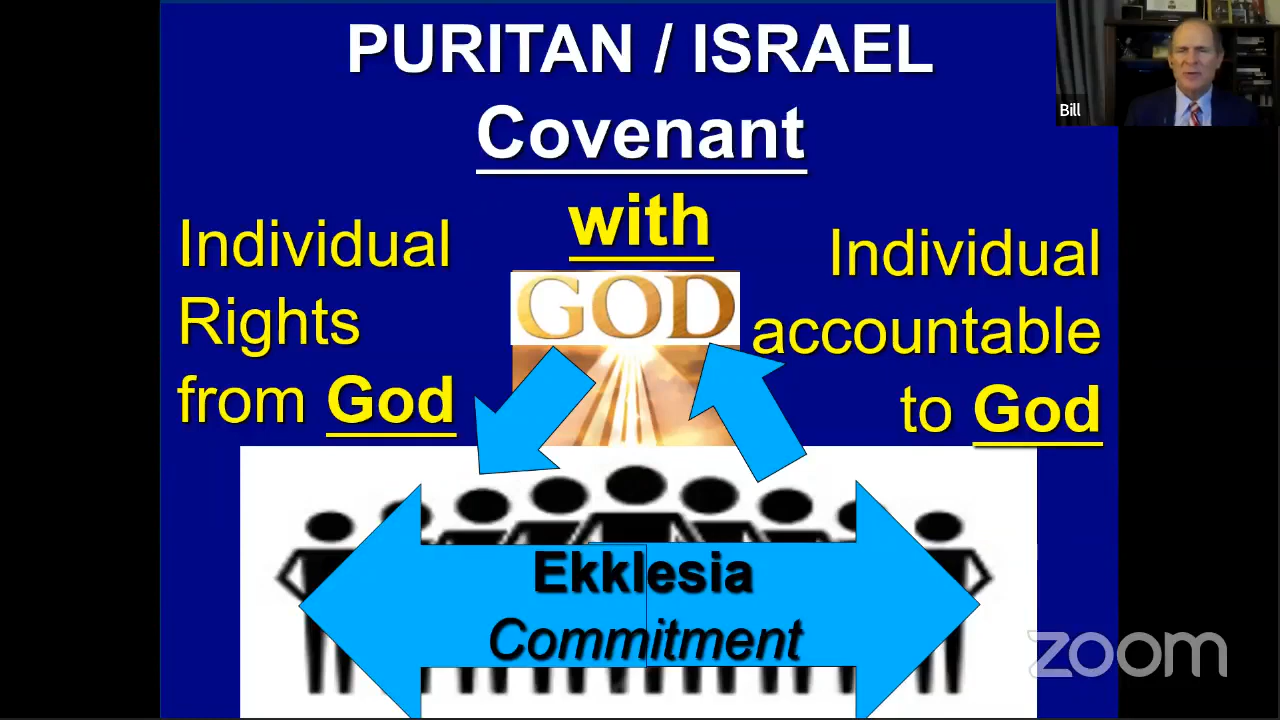 PURITAN / ISRAEL
Covenant
with
GOD
Individual
Rights
from God
Individual
accountable
to God
Ekklesia
Commitment
Bill
zoom